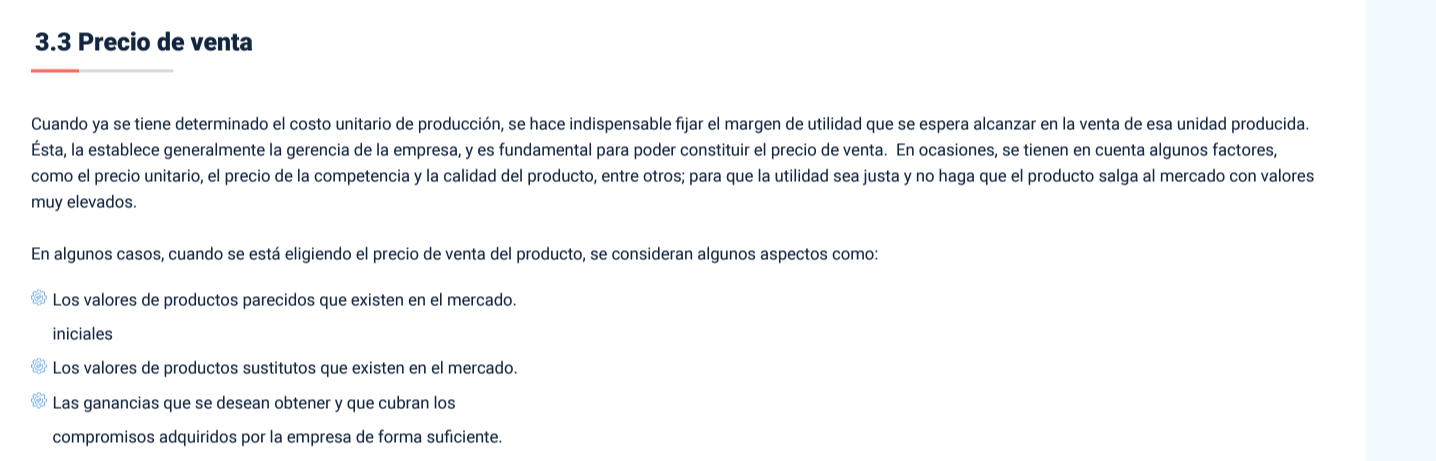 3.3 Precio de venta
Cuando ya se tiene determinado el costo unitario de producción, se hace indispensable fijar el margen de utilidad que se espera alcanzar en la venta de esa unidad producida.
Ésta, la establece generalmente la gerencia de la empresa, y es fundamental para poder constituir el precio de venta.  En ocasiones, se tienen en cuenta algunos factores,
como el precio unitario, el precio de la competencia y la calidad del producto, entre otros; para que la utilidad sea justa y no haga que el producto salga al mercado con valores
muy elevados.
En algunos casos, cuando se está eligiendo el precio de venta del producto, se consideran algunos aspectos como:
Los valores de productos parecidos que existen en el mercado.
iniciales
Los valores de productos sustitutos que existen en el mercado.
Las ganancias que se desean obtener y que cubran los
compromisos adquiridos por la empresa de forma suficiente.